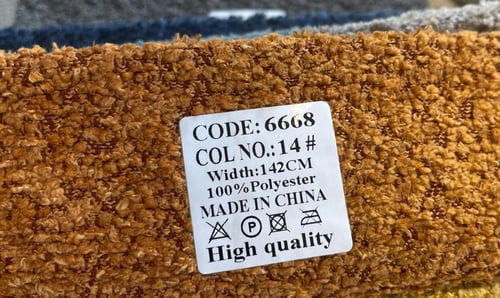 CODE: 6668
COL NO.: 14 #
Width:142CM
100%Polyester
MADE IN CHINA
P
High quality